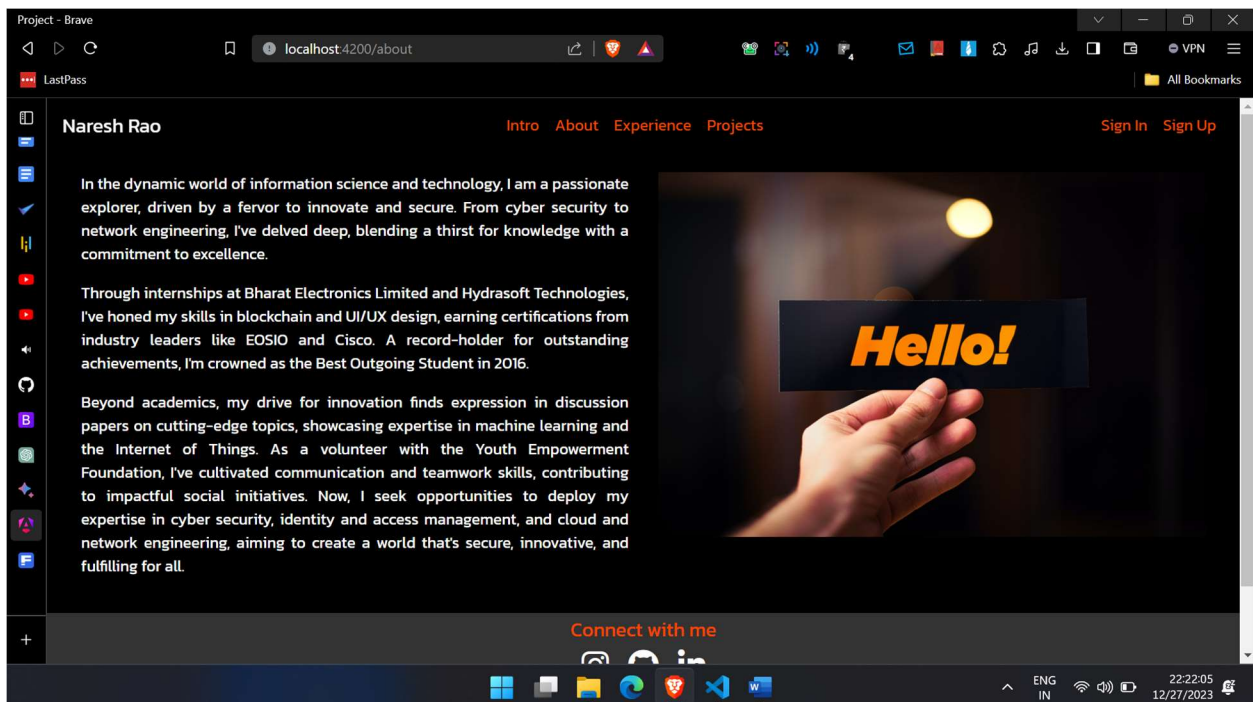 Project - Brave
localhost:4200/about
4
VPN
LastPass
All Bookmarks
Naresh Rao
Intro About Experience Projects
Sign In Sign Up
In the dynamic world of information science and technology, I am a passionate
explorer, driven by a fervor to innovate and secure. From cyber security to
network engineering, I've delved deep, blending a thirst for knowledge with a
commitment to excellence.
Through internships at Bharat Electronics Limited and Hydrasoft Technologies,
I've honed my skills in blockchain and UI/UX design, earning certifications from
industry leaders like EOSIO and Cisco. A record-holder for outstanding
achievements, I'm crowned as the Best Outgoing Student in 2016.
Beyond academics, my drive for innovation finds expression in discussion
papers on cutting-edge topics, showcasing expertise in machine learning and
the Internet of Things. As a volunteer with the Youth Empowerment
Foundation, I've cultivated communication and teamwork skills, contributing
to impactful social initiatives. Now, I seek opportunities to deploy my
expertise in cyber security, identity and access management, and cloud and
network engineering, aiming to create a world that's secure, innovative, and
fulfilling for all.
Hello!
Connect with me
ENG
IN
22:22:05
12/27/2023